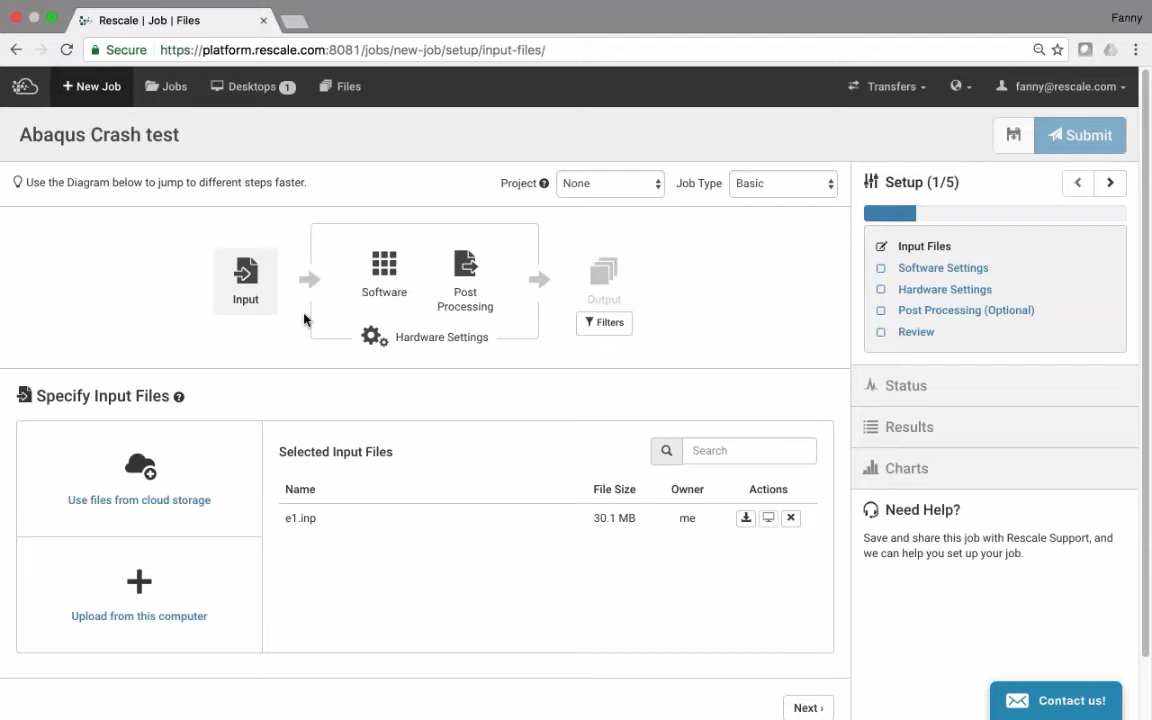 Rescale | Job | Files
Fanny
Secure https://platform.rescale.com:8081/jobs/new-job/setup/input-files/
New Job Jobs Desktops 1 Files Transfers fanny@rescale.com
Abaqus Crash test
Submit
Use the Diagram below to jump to different steps faster.
Project ? None Job Type Basic
Setup (1/5)
Input
Software
Post
Processing
Hardware Settings
Output
Filters
Input Files
Software Settings
Hardware Settings
Post Processing (Optional)
Review
Status
Results
Charts
Need Help?
Save and share this job with Rescale Support, and
we can help you set up your job.
Specify Input Files ?
Use files from cloud storage
Upload from this computer
Selected Input Files
Search
Name File Size Owner Actions
e1.inp 30.1 MB me
Next ›
Contact us!